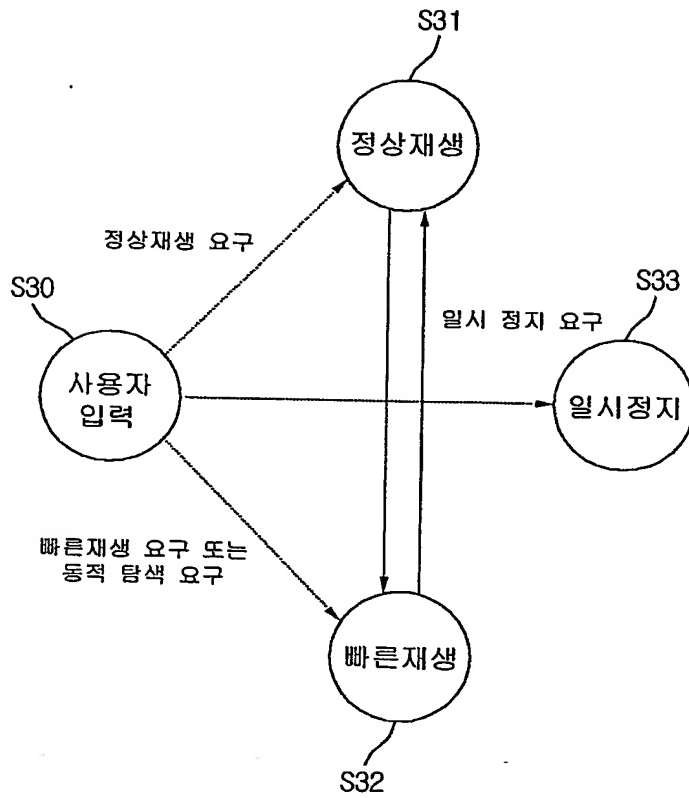 S31
정상재생
정상재생 요구
S30
사용자
입력
일시 정지 요구
S33
일시정지
빠른재생 요구 또는
동적 탐색 요구
빠른재생
S32